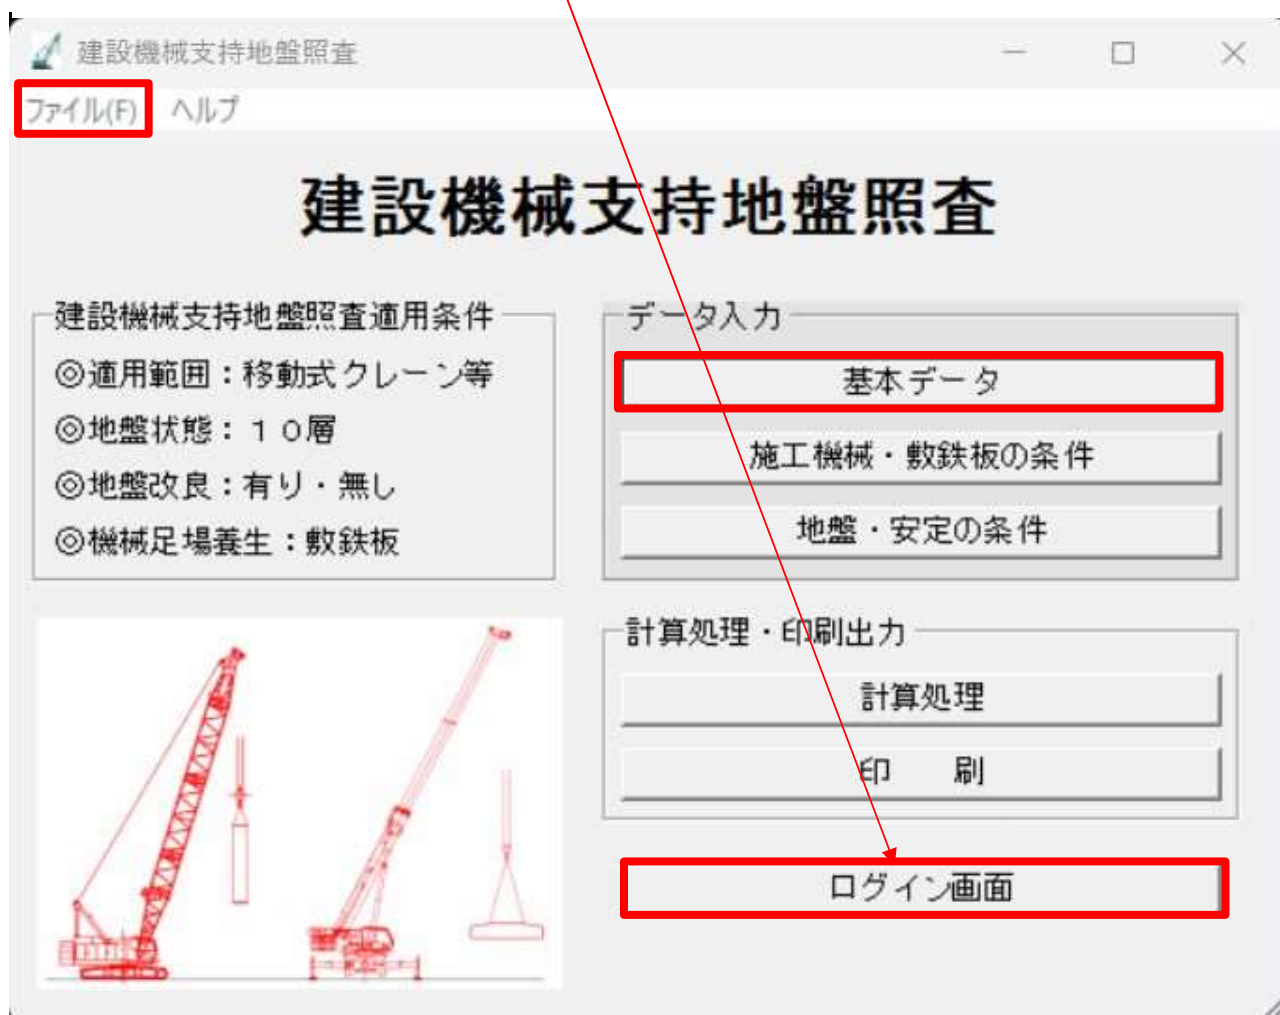 建設機械支持地盤照査
ファイル(F) ヘルプ
建設機械支持地盤照査
建設機械支持地盤照査適用条件
◎適用範囲：移動式クレーン等
◎地盤状態：１０層
◎地盤改良：有り・無し
◎機械足場養生：敷鉄板
データ入力
基本データ
施工機械・敷鉄板の条件
地盤・安定の条件
計算処理・印刷出力
計算処理
印　刷
ログイン画面